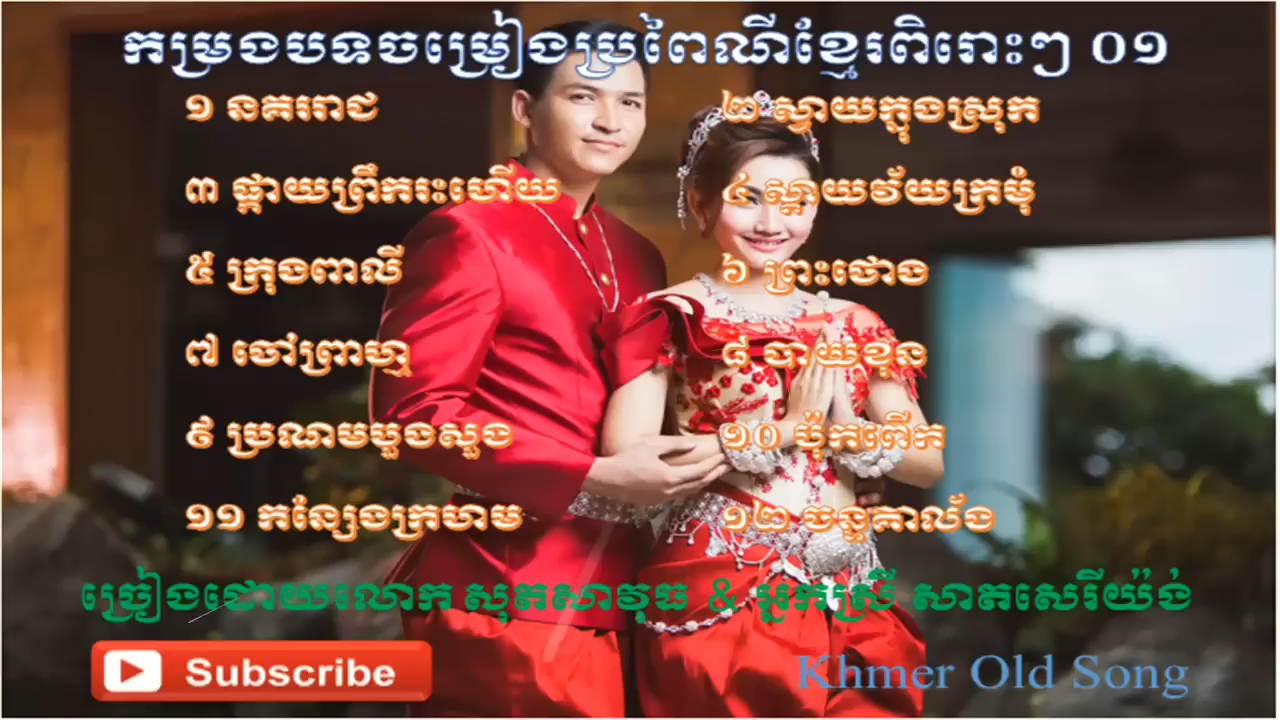 កម្រងបទចម្រៀងប្រពៃណីខ្មែរពិរោះៗ ០១
១ នគររាជ ២ ស្វាយក្នុងស្រុក
៣ ផ្កាយព្រឹករះហើយ ៤ ស្ដាយវ័យក្រមុំ
៥ ក្រុងពាលី ៦ ព្រះថោង
៧ ចៅព្រាហ្ម ៨ បាយខុន
៩ ប្រណមបួងសួង ១០ ប៉ុកពើក
១១ កន្សែងក្រហម ១២ ចន្ទគាល័ង
ច្រៀងដោយលោក សុតសាវុធ & អ្នកស្រី សាតសេរីយ៉ង់
Subscribe Khmer Old Song